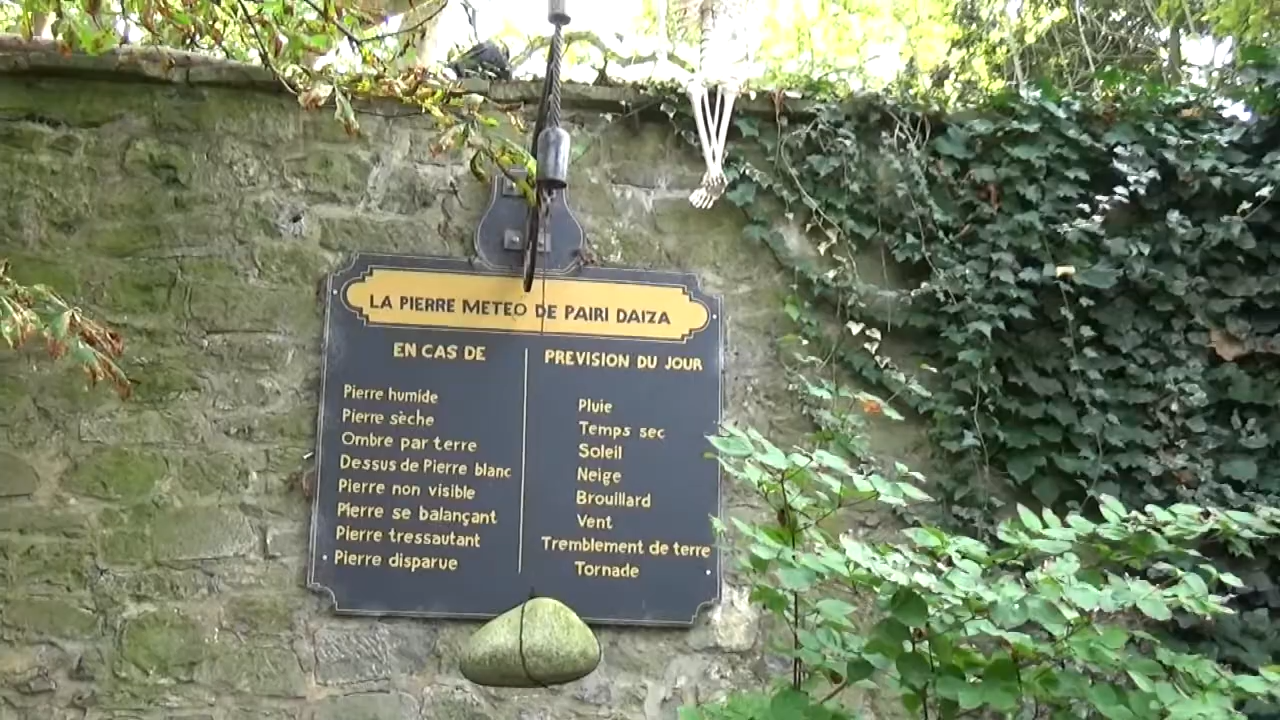 LA PIERRE METEO DE PAIRI DAIZA
EN CAS DE PREVISION DU JOUR
Pierre humide Pluie
Pierre sèche Temps sec
Ombre par terre Soleil
Dessus de Pierre blanc Neige
Pierre non visible Brouillard
Pierre se balançant Vent
Pierre tressautant Tremblement de terre
Pierre disparue Tornade